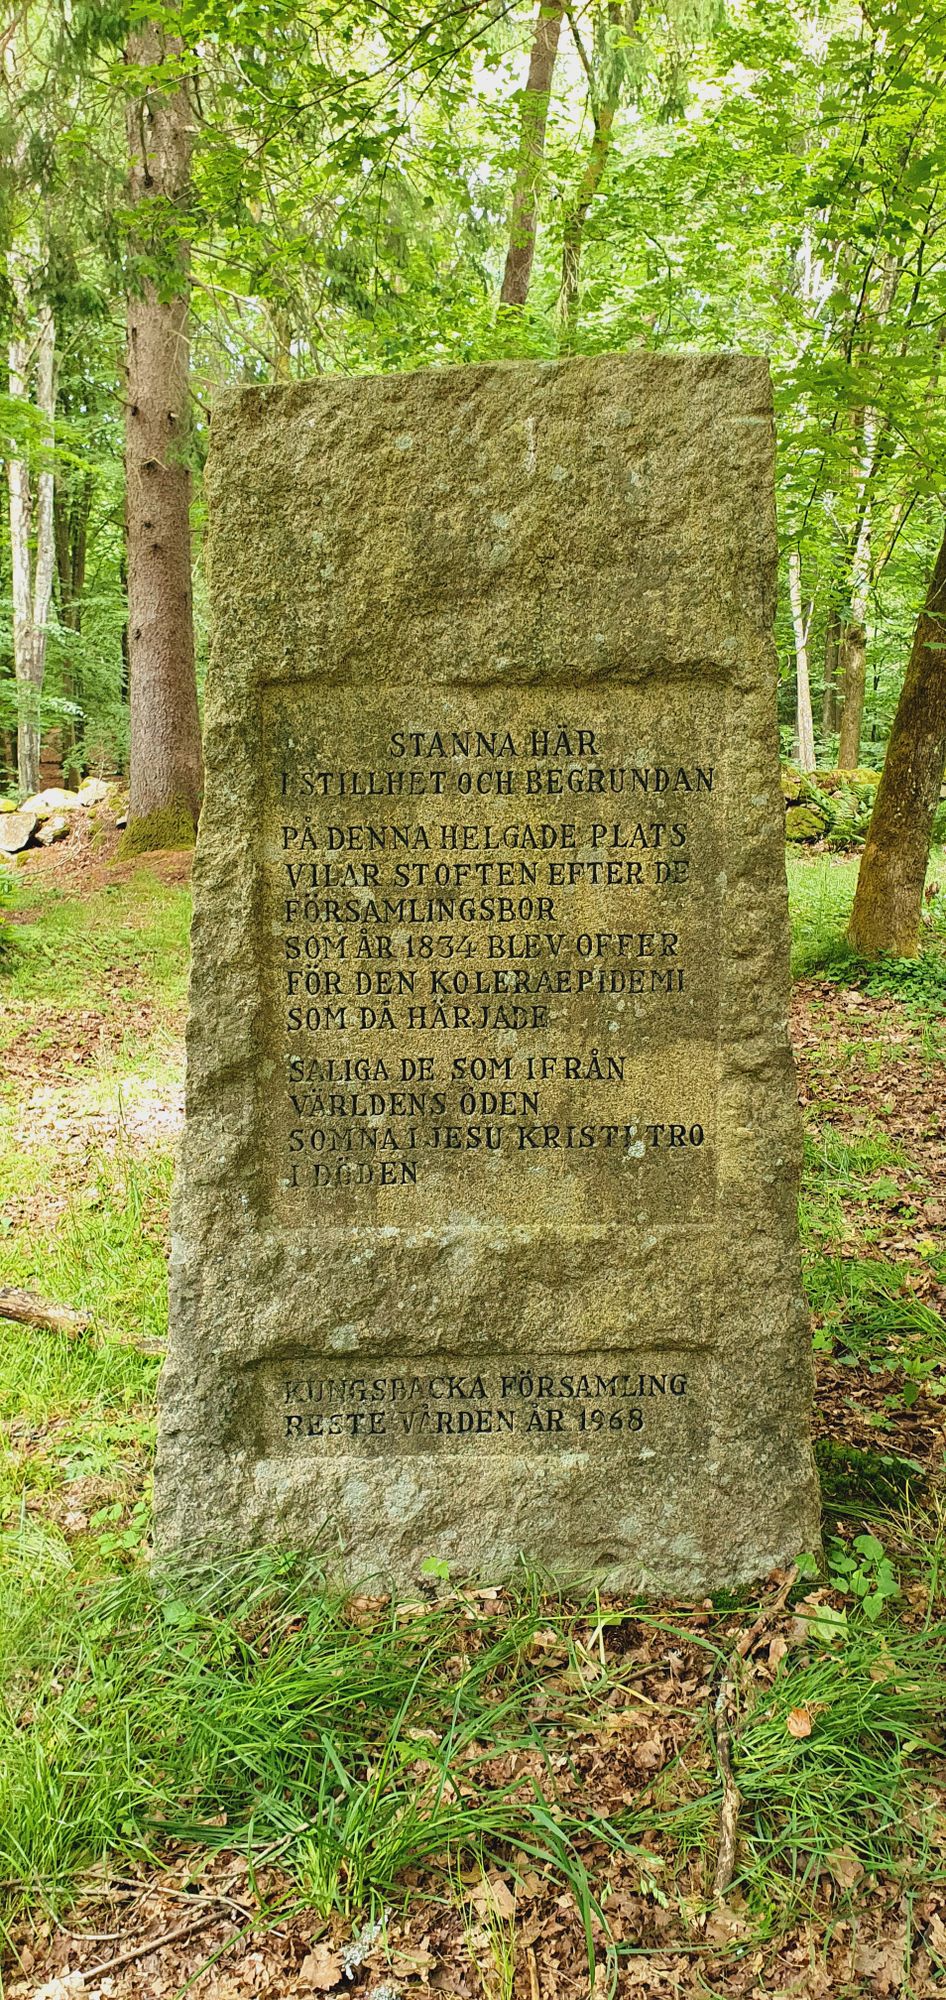 STANNA HÄR
I STILLHET OCH BEGRUNDAN
PÅ DENNA HELGADE PLATS
VILAR STOFTEN EFTER DE
FÖRSAMLINGSBOR
SOM ÅR 1834 BLEV OFFER
FÖR DEN KOLERAEPIDEMI
SOM DÅ HÄRJADE
SALIGA DE SOM IFRÅN
VÄRLDENS ÖDEN
SOMNA I JESU KRISTI TRO
I DÖDEN
KUNGSBACKA FÖRSAMLING
RESTE VÅRDEN ÅR 1968